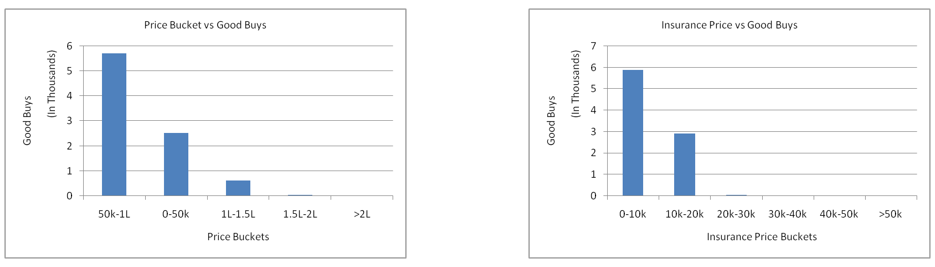 Price Bucket vs Good Buys
Good Buys
(In Thousands)
6
5
4
3
2
1
0
50k-1L 0-50k 1L-1.5L 1.5L-2L >2L
Price Buckets
Insurance Price vs Good Buys
Good Buys
(In Thousands)
7
6
5
4
3
2
1
0
0-10k 10k-20k 20k-30k 30k-40k 40k-50k >50k
Insurance Price Buckets